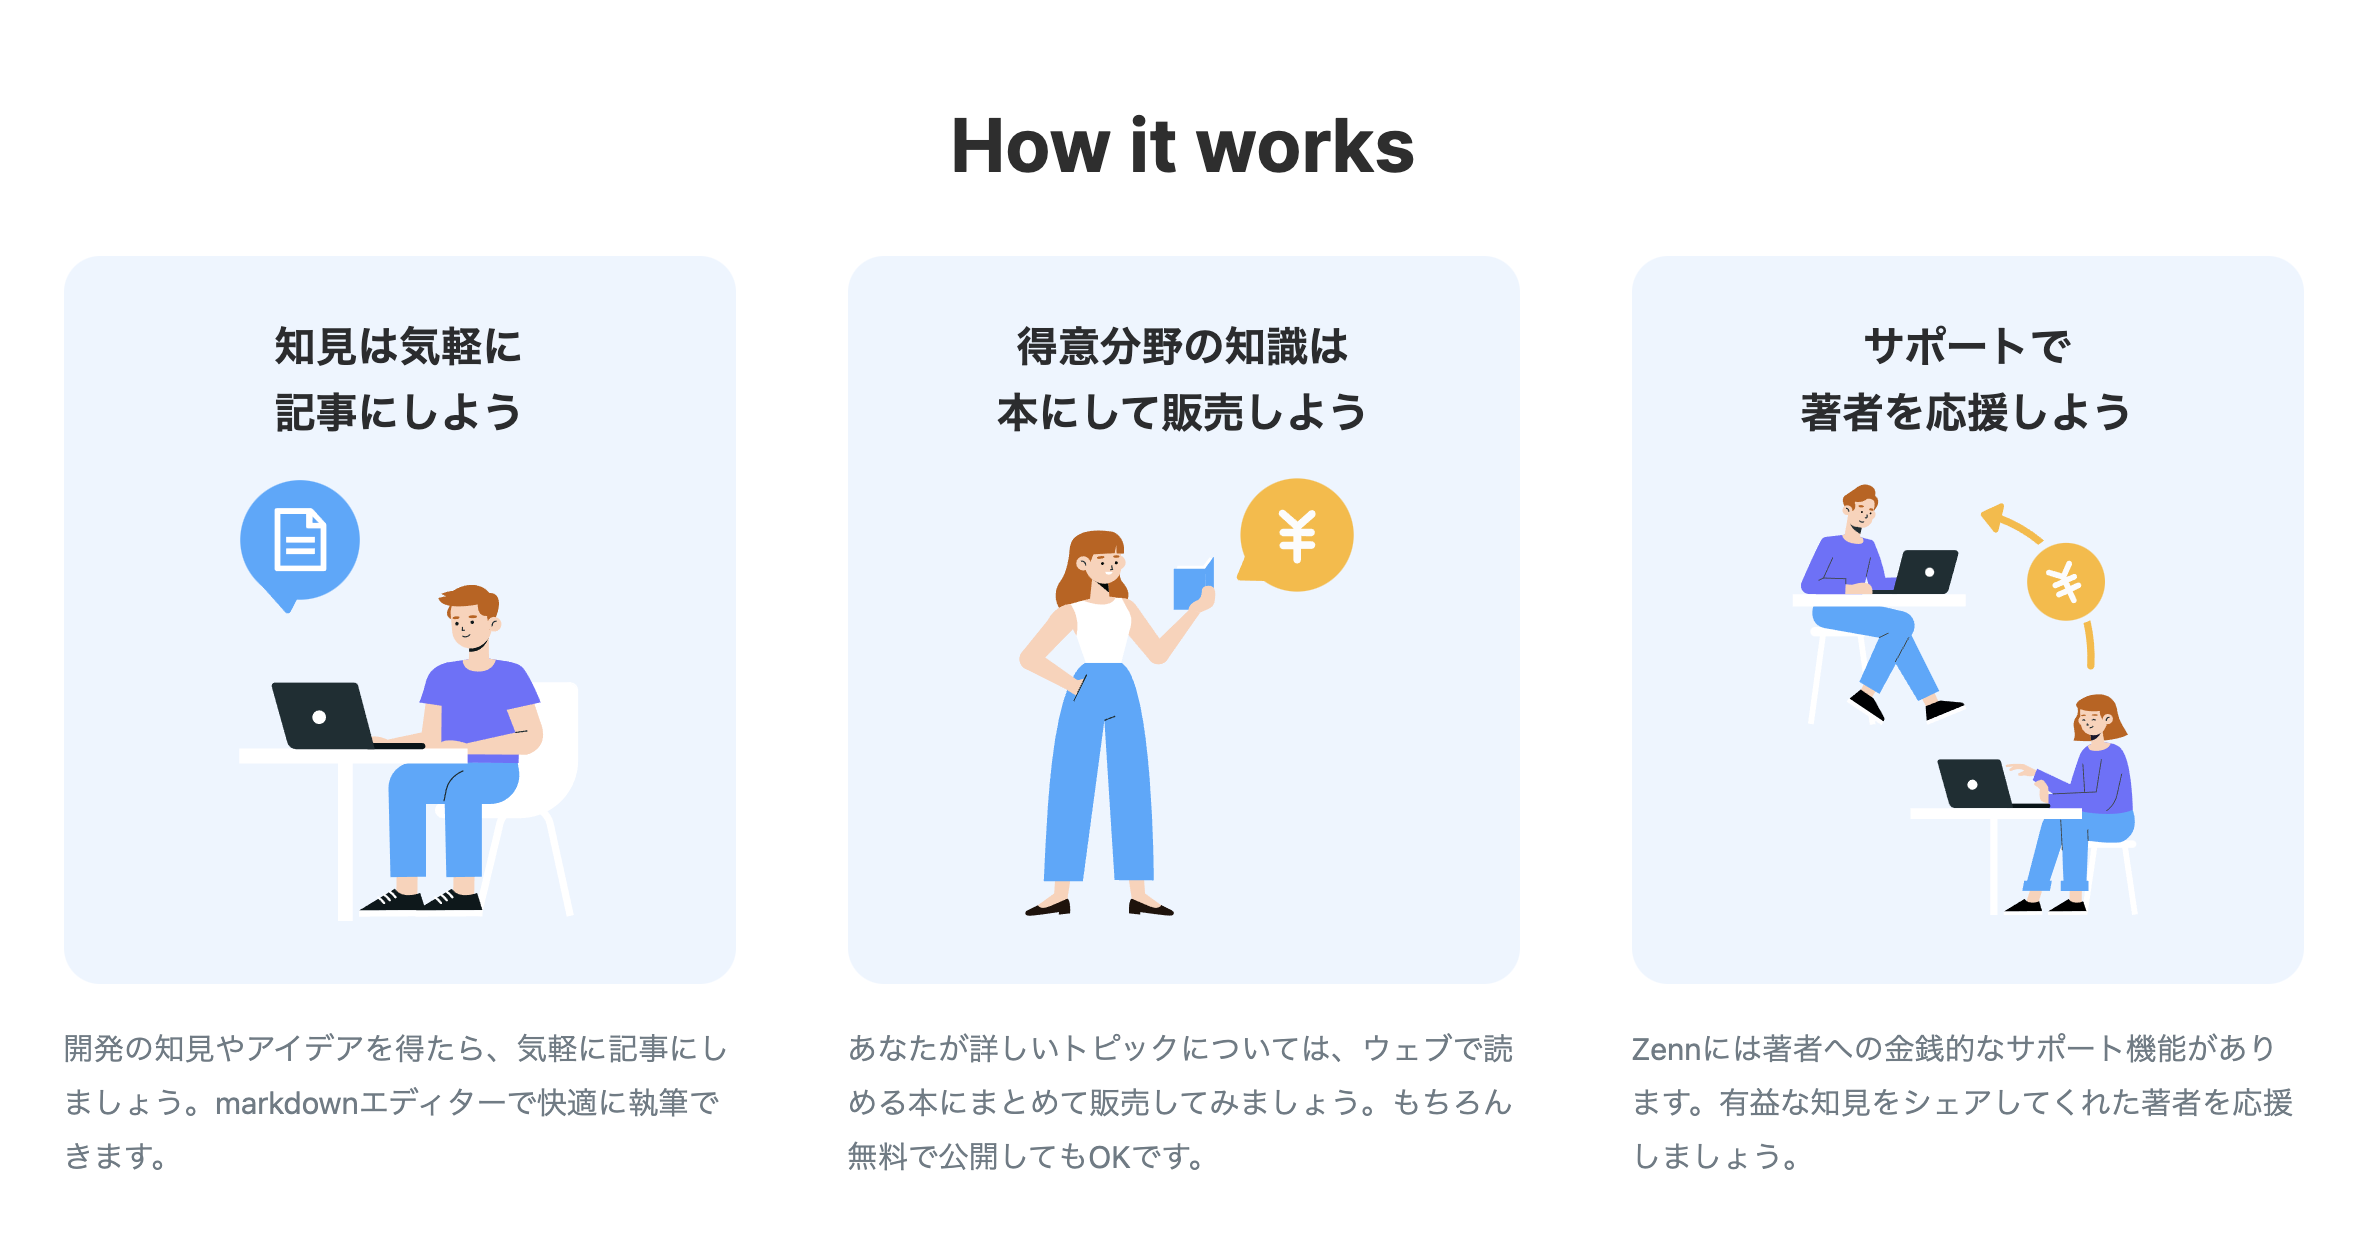 How it works
知見は気軽に
記事にしよう
開発の知見やアイデアを得たら、気軽に記事にし
ましょう。markdownエディターで快適に執筆で
きます。
得意分野の知識は
本にして販売しよう
¥
あなたが詳しいトピックについては、ウェブで読
める本にまとめて販売してみましょう。もちろん
無料で公開してもOKです。
サポートで
著者を応援しよう
¥
Zennには著者への金銭的なサポート機能があり
ます。有益な知見をシェアしてくれた著者を応援
しましょう。